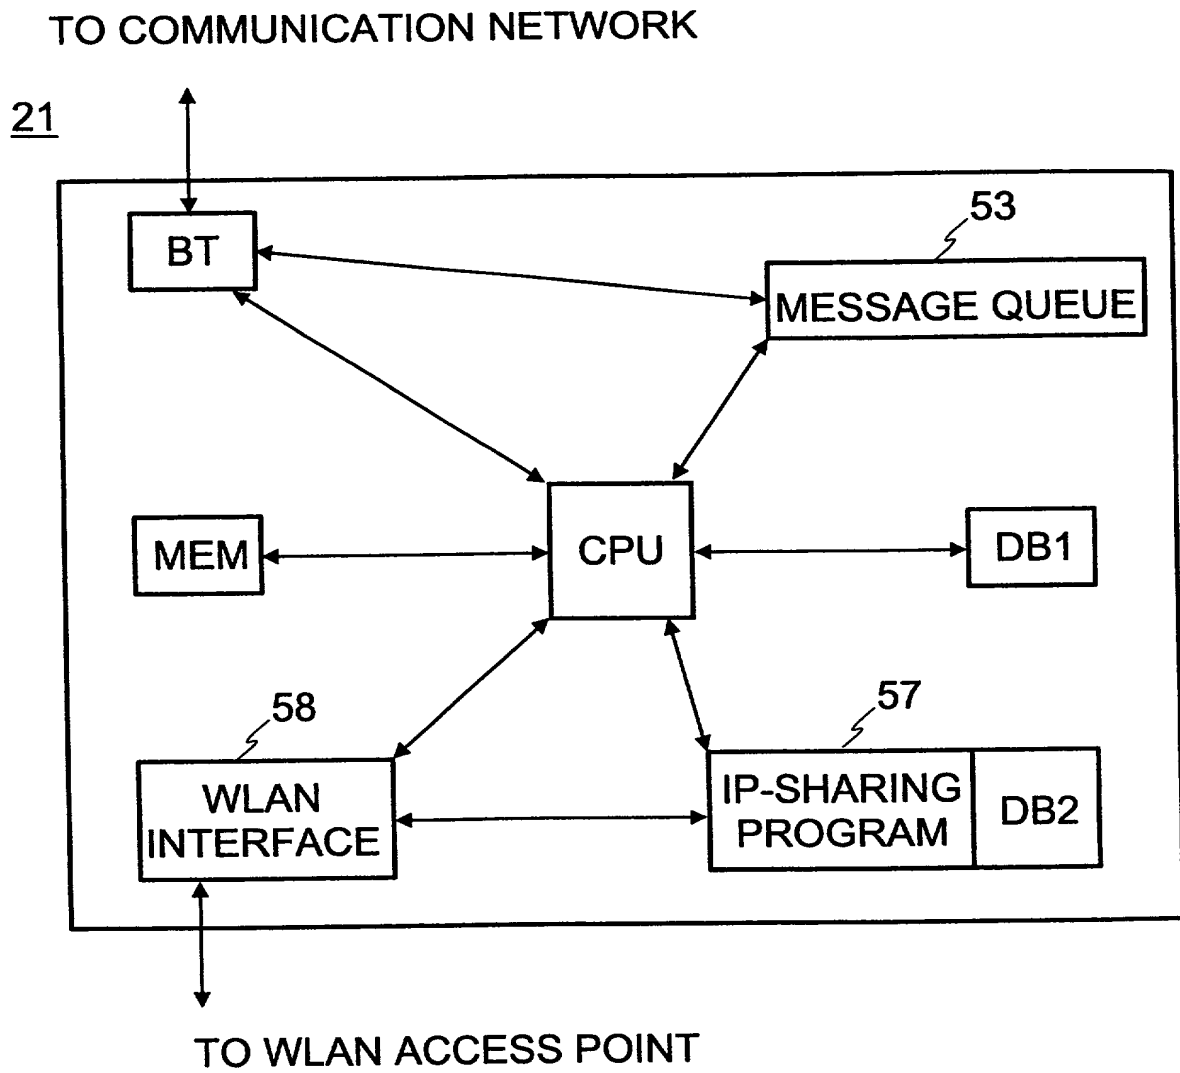 TO COMMUNICATION NETWORK
21
53
BT
MESSAGE QUEUE
MEM
CPU
DB1
58
57
WLAN
INTERFACE
IP-SHARING
PROGRAM
DB2
TO WLAN ACCESS POINT